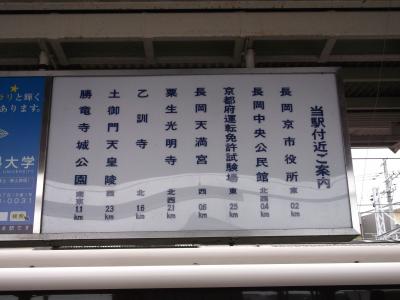 当駅付近ご案内
長岡京市役所 東 0.2km
長岡中央公民館 北西 0.4km
京都府運転免許試験場 東 2.5km
長岡天満宮 西 0.6km
粟生光明寺 北西 2.1km
乙訓寺 北 1.6km
土御門天皇陵 西 2.3km
勝竜寺城公園 南東 1.1km
大学